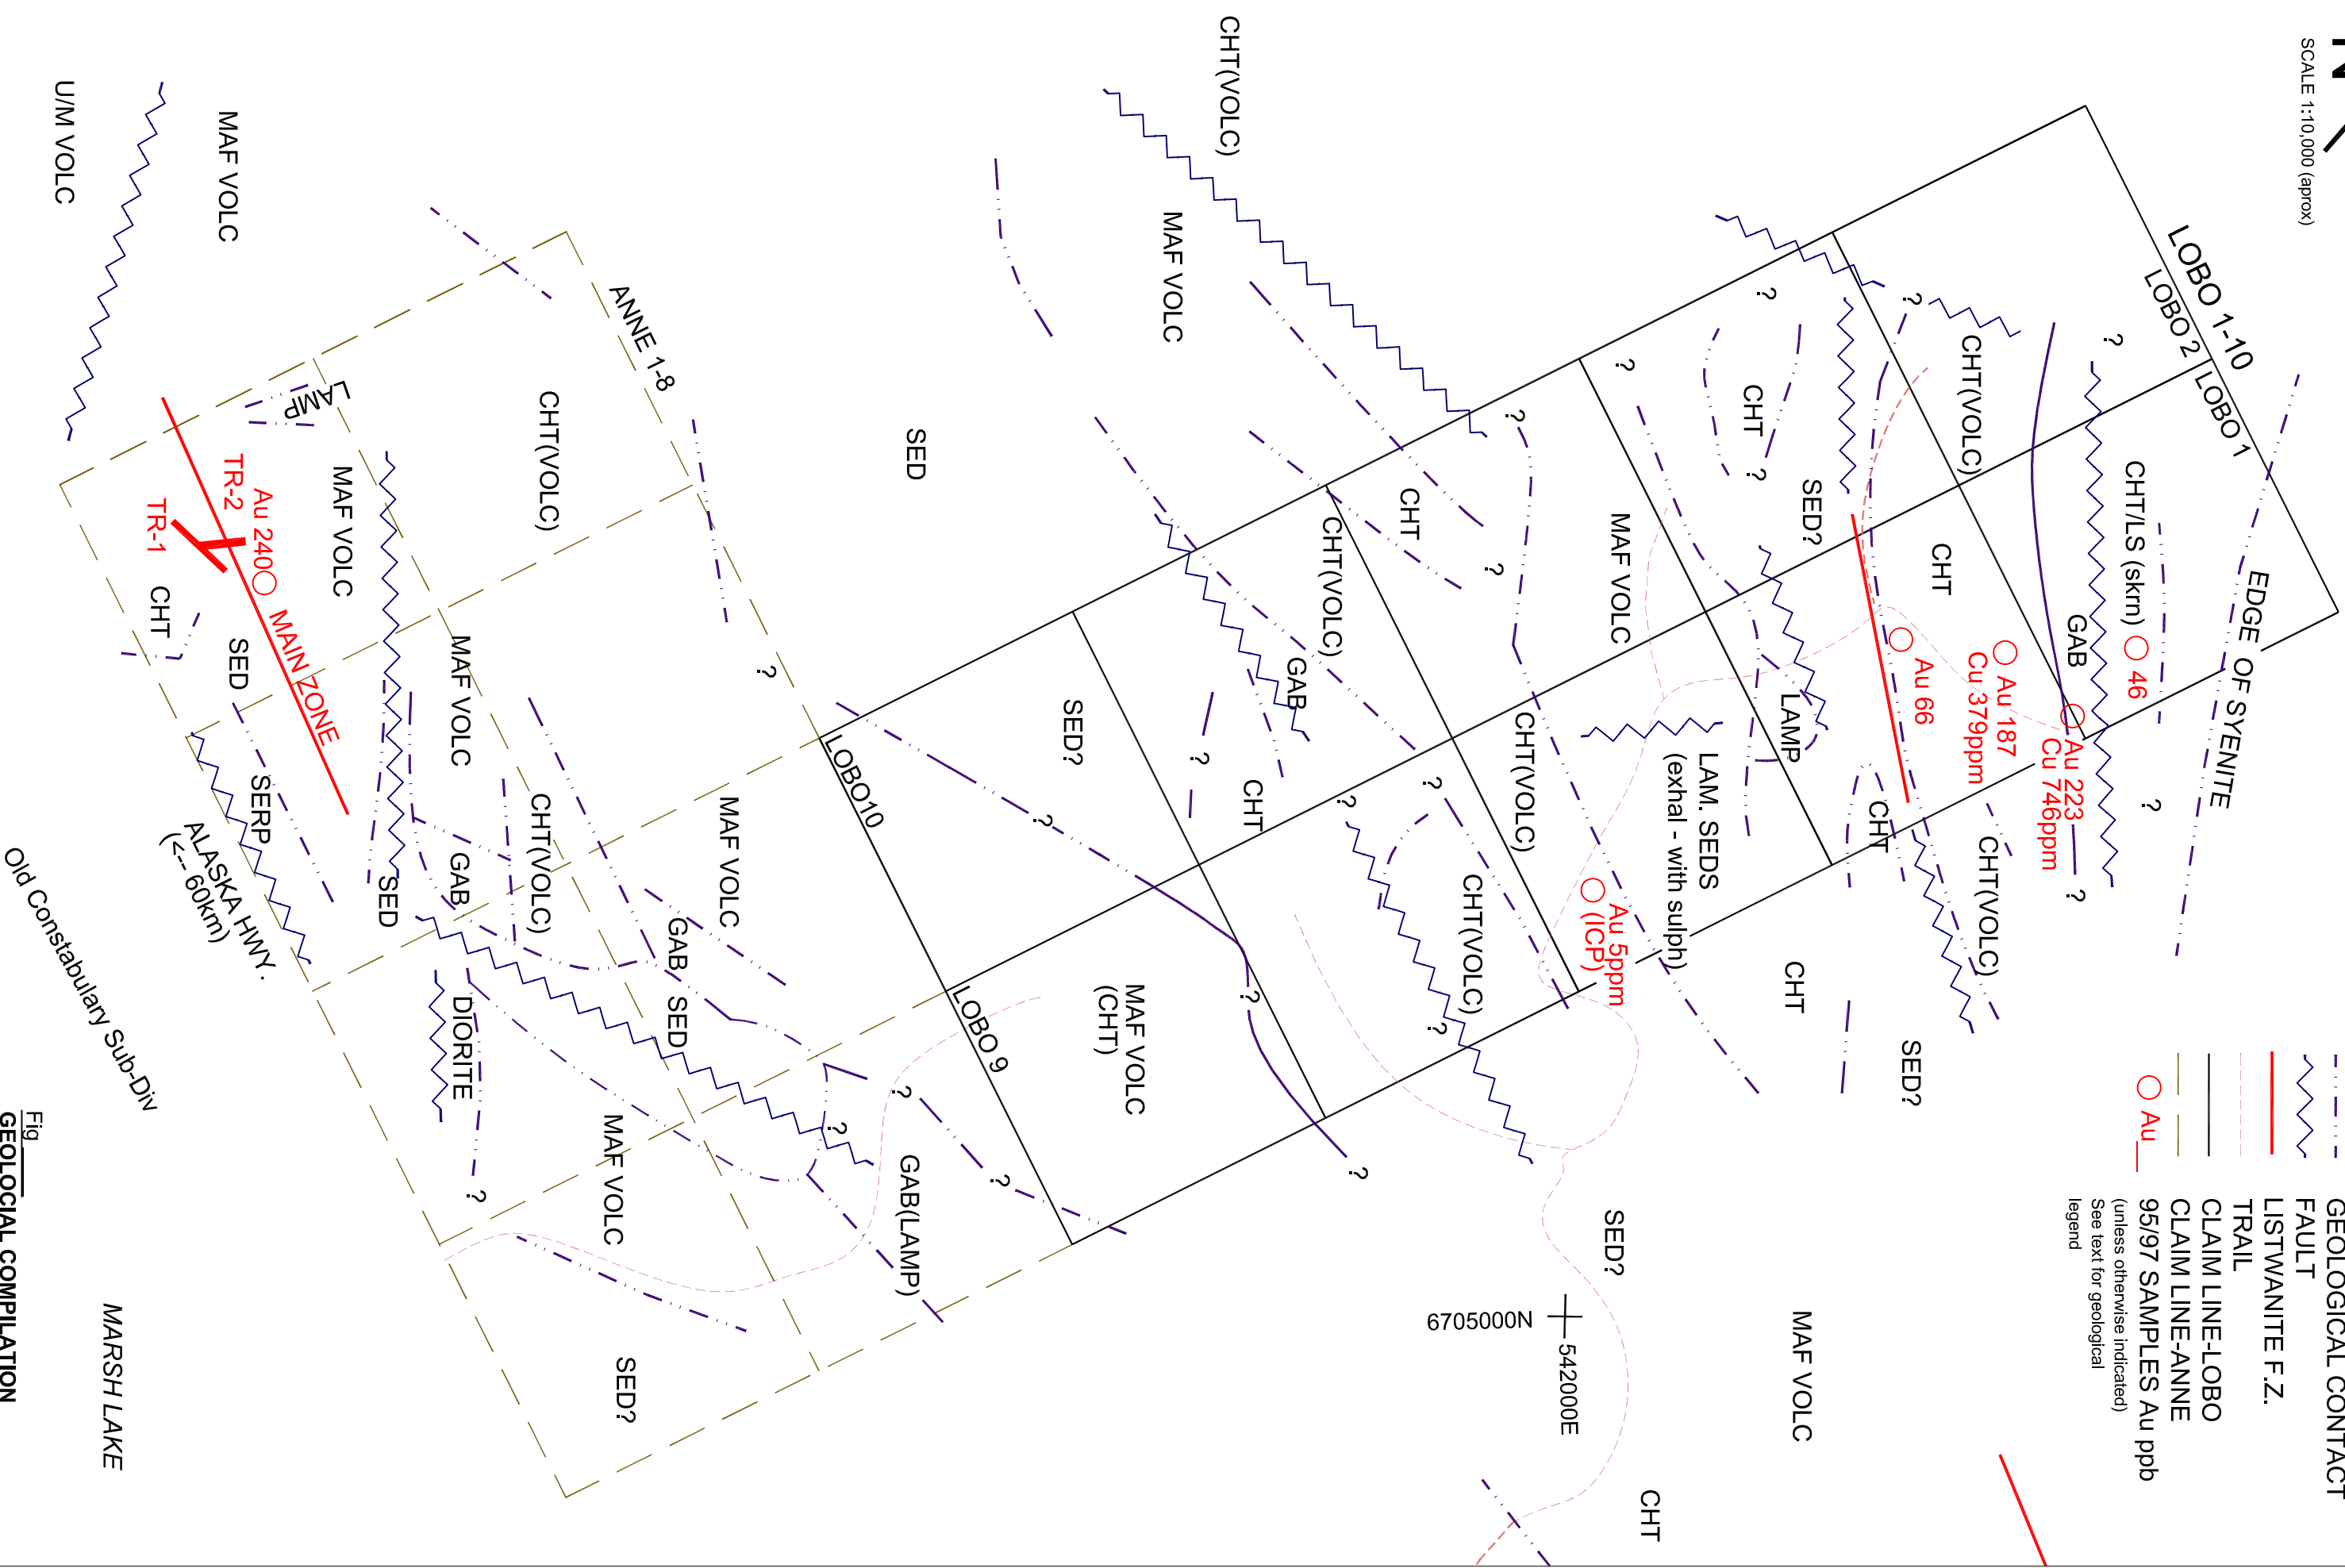 SCALE 1:10,000 (approx)
LOBO 1-10
LOBO 2
LOBO 1
EDGE OF SYENITE
?
CHT/LS (skrn)
46
?
GAB
Au 223
Cu 746ppm
?
CHT(VOLC)
?
CHT
Au 187
Cu 379ppm
Au 66
CHT(VOLC)
CHT
SED?
?
CHT
?
SED?
LAMP
CHT
?
MAF VOLC
LAM. SEDS
(exhal - with sulph)
Au 5ppm
(ICP)
?
?
CHT(VOLC)
CHT
CHT(VOLC)
?
?
CHT(VOLC)
?
GAB
CHT
?
CHT(VOLC)
MAF VOLC
SED?
?
?
?
MAF VOLC
(CHT)
SED
LOBO10
LOBO 9
?
?
GAB(LAMP)
?
ANNE 1-8
?
CHT(VOLC)
MAF VOLC
GAB
SED
MAF VOLC
SED?
CHT(VOLC)
MAF VOLC
GAB
DIORITE
?
SED
LAMP
MAF VOLC
Au 240
TR-2
TR-1
MAIN ZONE
CHT
SED
SERP
MAF VOLC
U/M VOLC
ALASKA HWY.
(<-- 60km)
Old Constabulary Sub-Div
MARSH LAKE
SED?
6705000N
542000E
MAF VOLC
CHT
GEOLOGICAL CONTACT
FAULT
LISTWANITE F.Z.
TRAIL
CLAIM LINE-LOBO
CLAIM LINE-ANNE
Au
95/97 SAMPLES Au ppb
(unless otherwise indicated)
See text for geological
legend
Fig
GEOLOCIAL COMPILATION